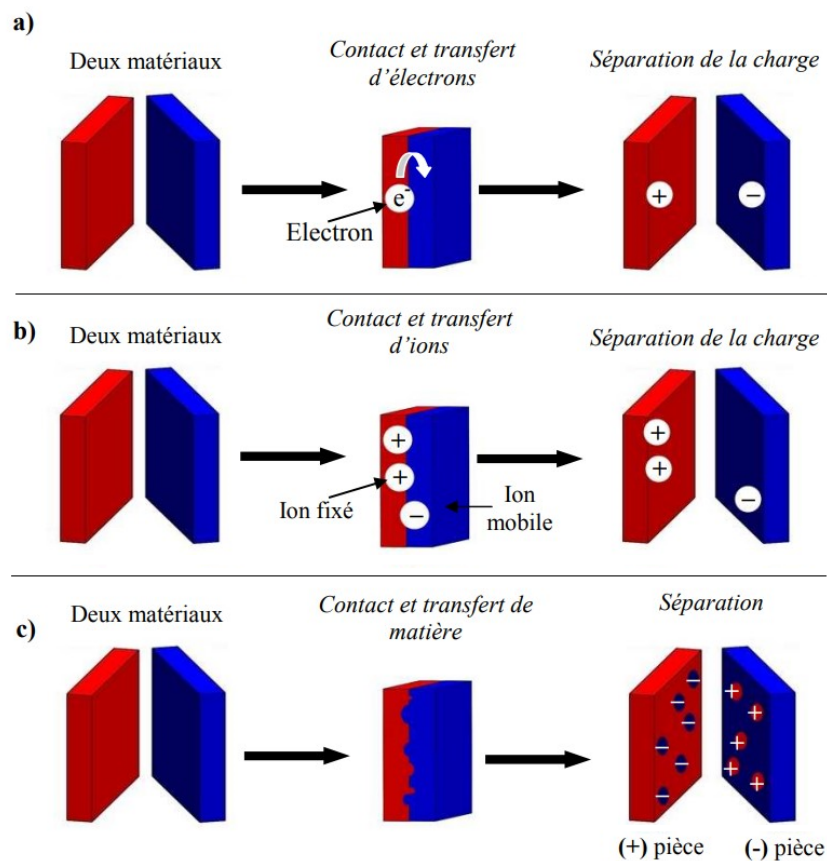 a)
Deux matériaux
Contact et transfert
d'électrons
Séparation de la charge
e-
Electron
+
−
b)
Deux matériaux
Contact et transfert
d'ions
Séparation de la charge
+
+
−
Ion fixé
Ion
mobile
+
+
−
c)
Deux matériaux
Contact et transfert de
matière
Séparation
− − − − − −
+ + + + + +
(+) pièce
(-) pièce